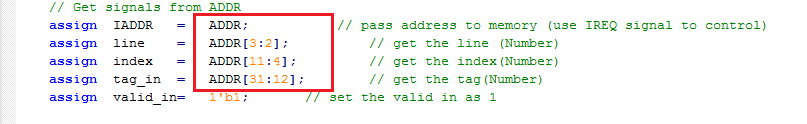 // Get signals from ADDR
assign IADDR = ADDR; // pass address to memory (use IREQ signal to control)
assign line = ADDR[3:2]; // get the line (Number)
assign index = ADDR[11:4]; // get the index(Number)
assign tag_in = ADDR[31:12]; // get the tag(Number)
assign valid_in= 1'b1; // set the valid in as 1